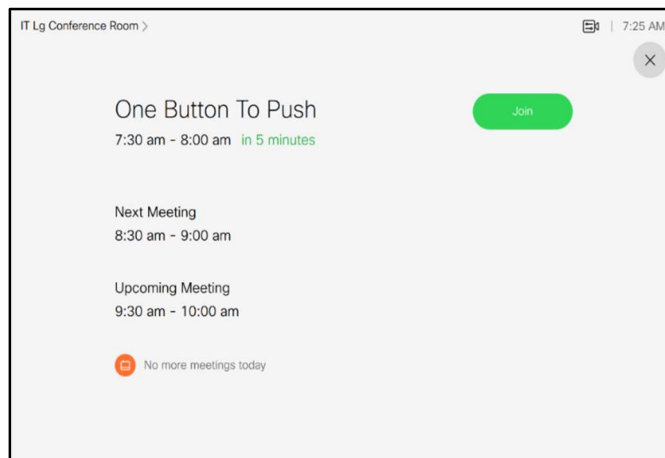 IT Lg Conference Room > 7:25 AM
One Button To Push Join
7:30 am - 8:00 am in 5 minutes
Next Meeting
8:30 am - 9:00 am
Upcoming Meeting
9:30 am - 10:00 am
No more meetings today